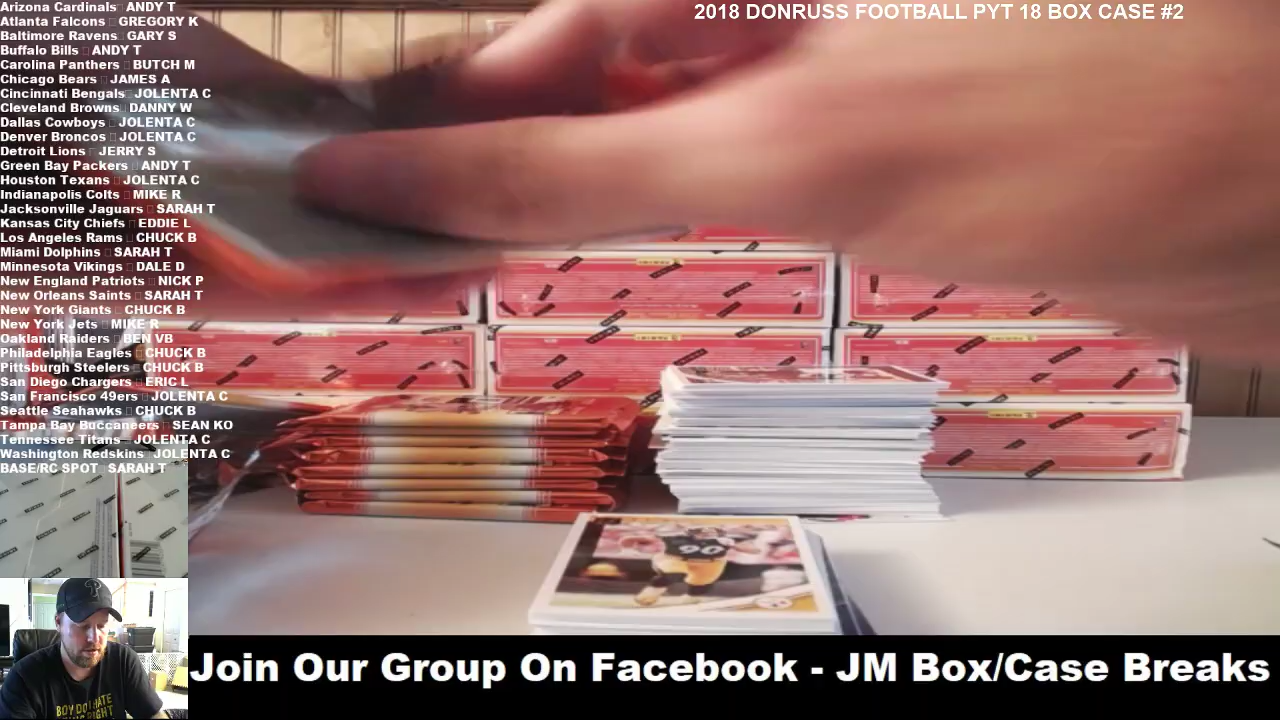 2018 DONRUSS FOOTBALL PYT 18 BOX CASE #2
Arizona Cardinals ANDY T
Atlanta Falcons GREGORY K
Baltimore Ravens GARY S
Buffalo Bills ANDY T
Carolina Panthers BUTCH M
Chicago Bears JAMES A
Cincinnati Bengals JOLENTA C
Cleveland Browns DANNY W
Dallas Cowboys JOLENTA C
Denver Broncos JOLENTA C
Detroit Lions JERRY S
Green Bay Packers ANDY T
Houston Texans JOLENTA C
Indianapolis Colts MIKE R
Jacksonville Jaguars SARAH T
Kansas City Chiefs EDDIE L
Los Angeles Rams CHUCK B
Miami Dolphins SARAH T
Minnesota Vikings DALE D
New England Patriots NICK P
New Orleans Saints SARAH T
New York Giants CHUCK B
New York Jets MIKE R
Oakland Raiders BEN VB
Philadelphia Eagles CHUCK B
Pittsburgh Steelers CHUCK B
San Diego Chargers ERIC L
San Francisco 49ers JOLENTA C
Seattle Seahawks CHUCK B
Tampa Bay Buccaneers SEAN KO
Tennessee Titans JOLENTA C
Washington Redskins JOLENTA C
BASE/RC SPOT SARAH T
90
Join Our Group On Facebook - JM Box/Case Breaks